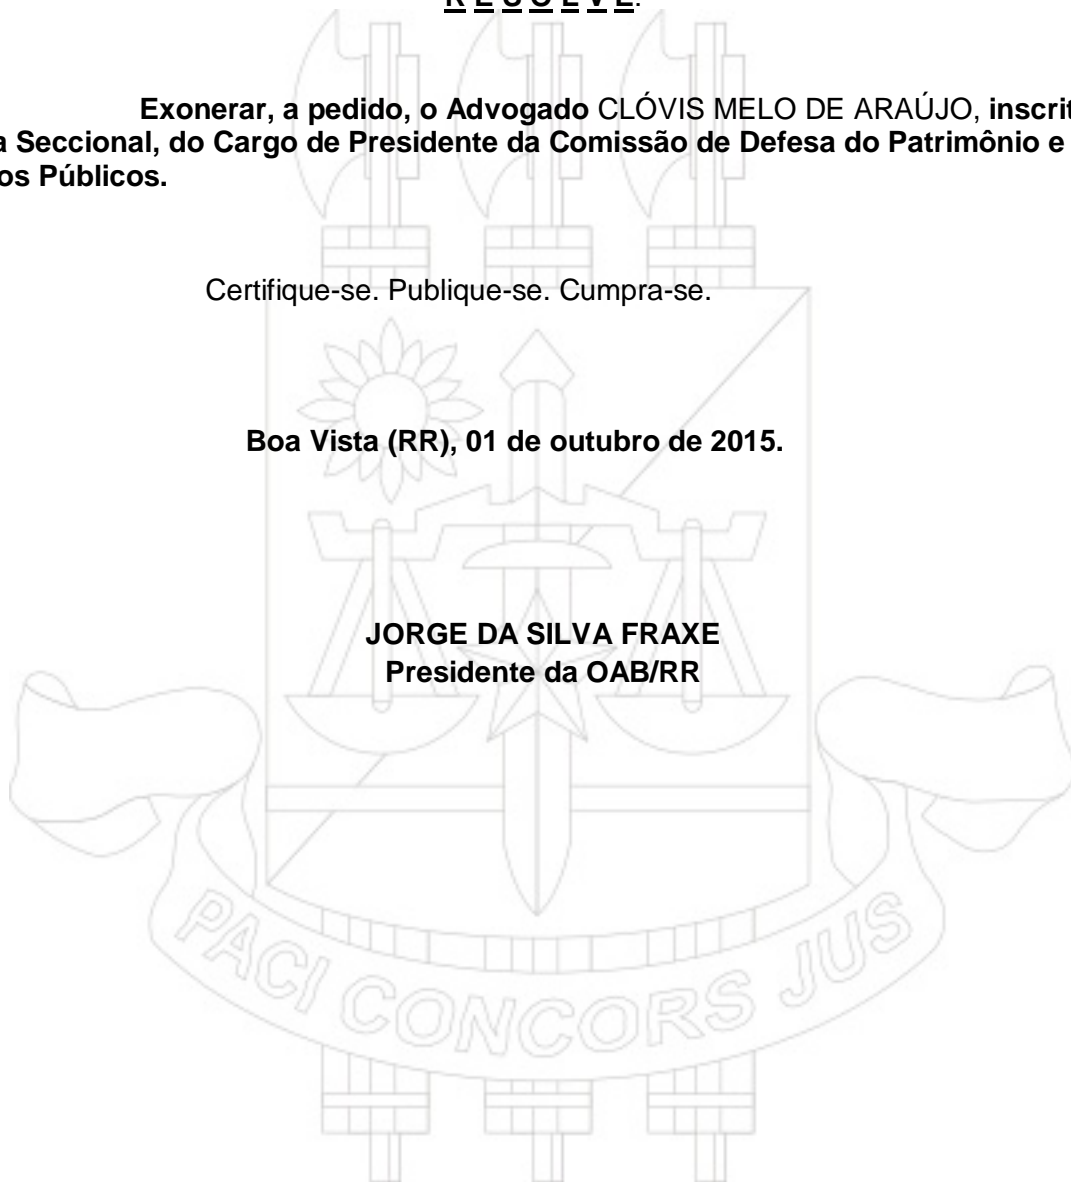 R E S O L V E:
Exonerar, a pedido, o Advogado CLÓVIS MELO DE ARAÚJO,
Seccional, do Cargo de Presidente da Comissão de Defesa do Patrimônio e
Públicos.
Certifique-se. Publique-se. Cumpra-se.
Boa Vista (RR), 01 de outubro de 2015.
JORGE DA SILVA FRAXE
Presidente da OAB/RR
PACI CONCORS JUS